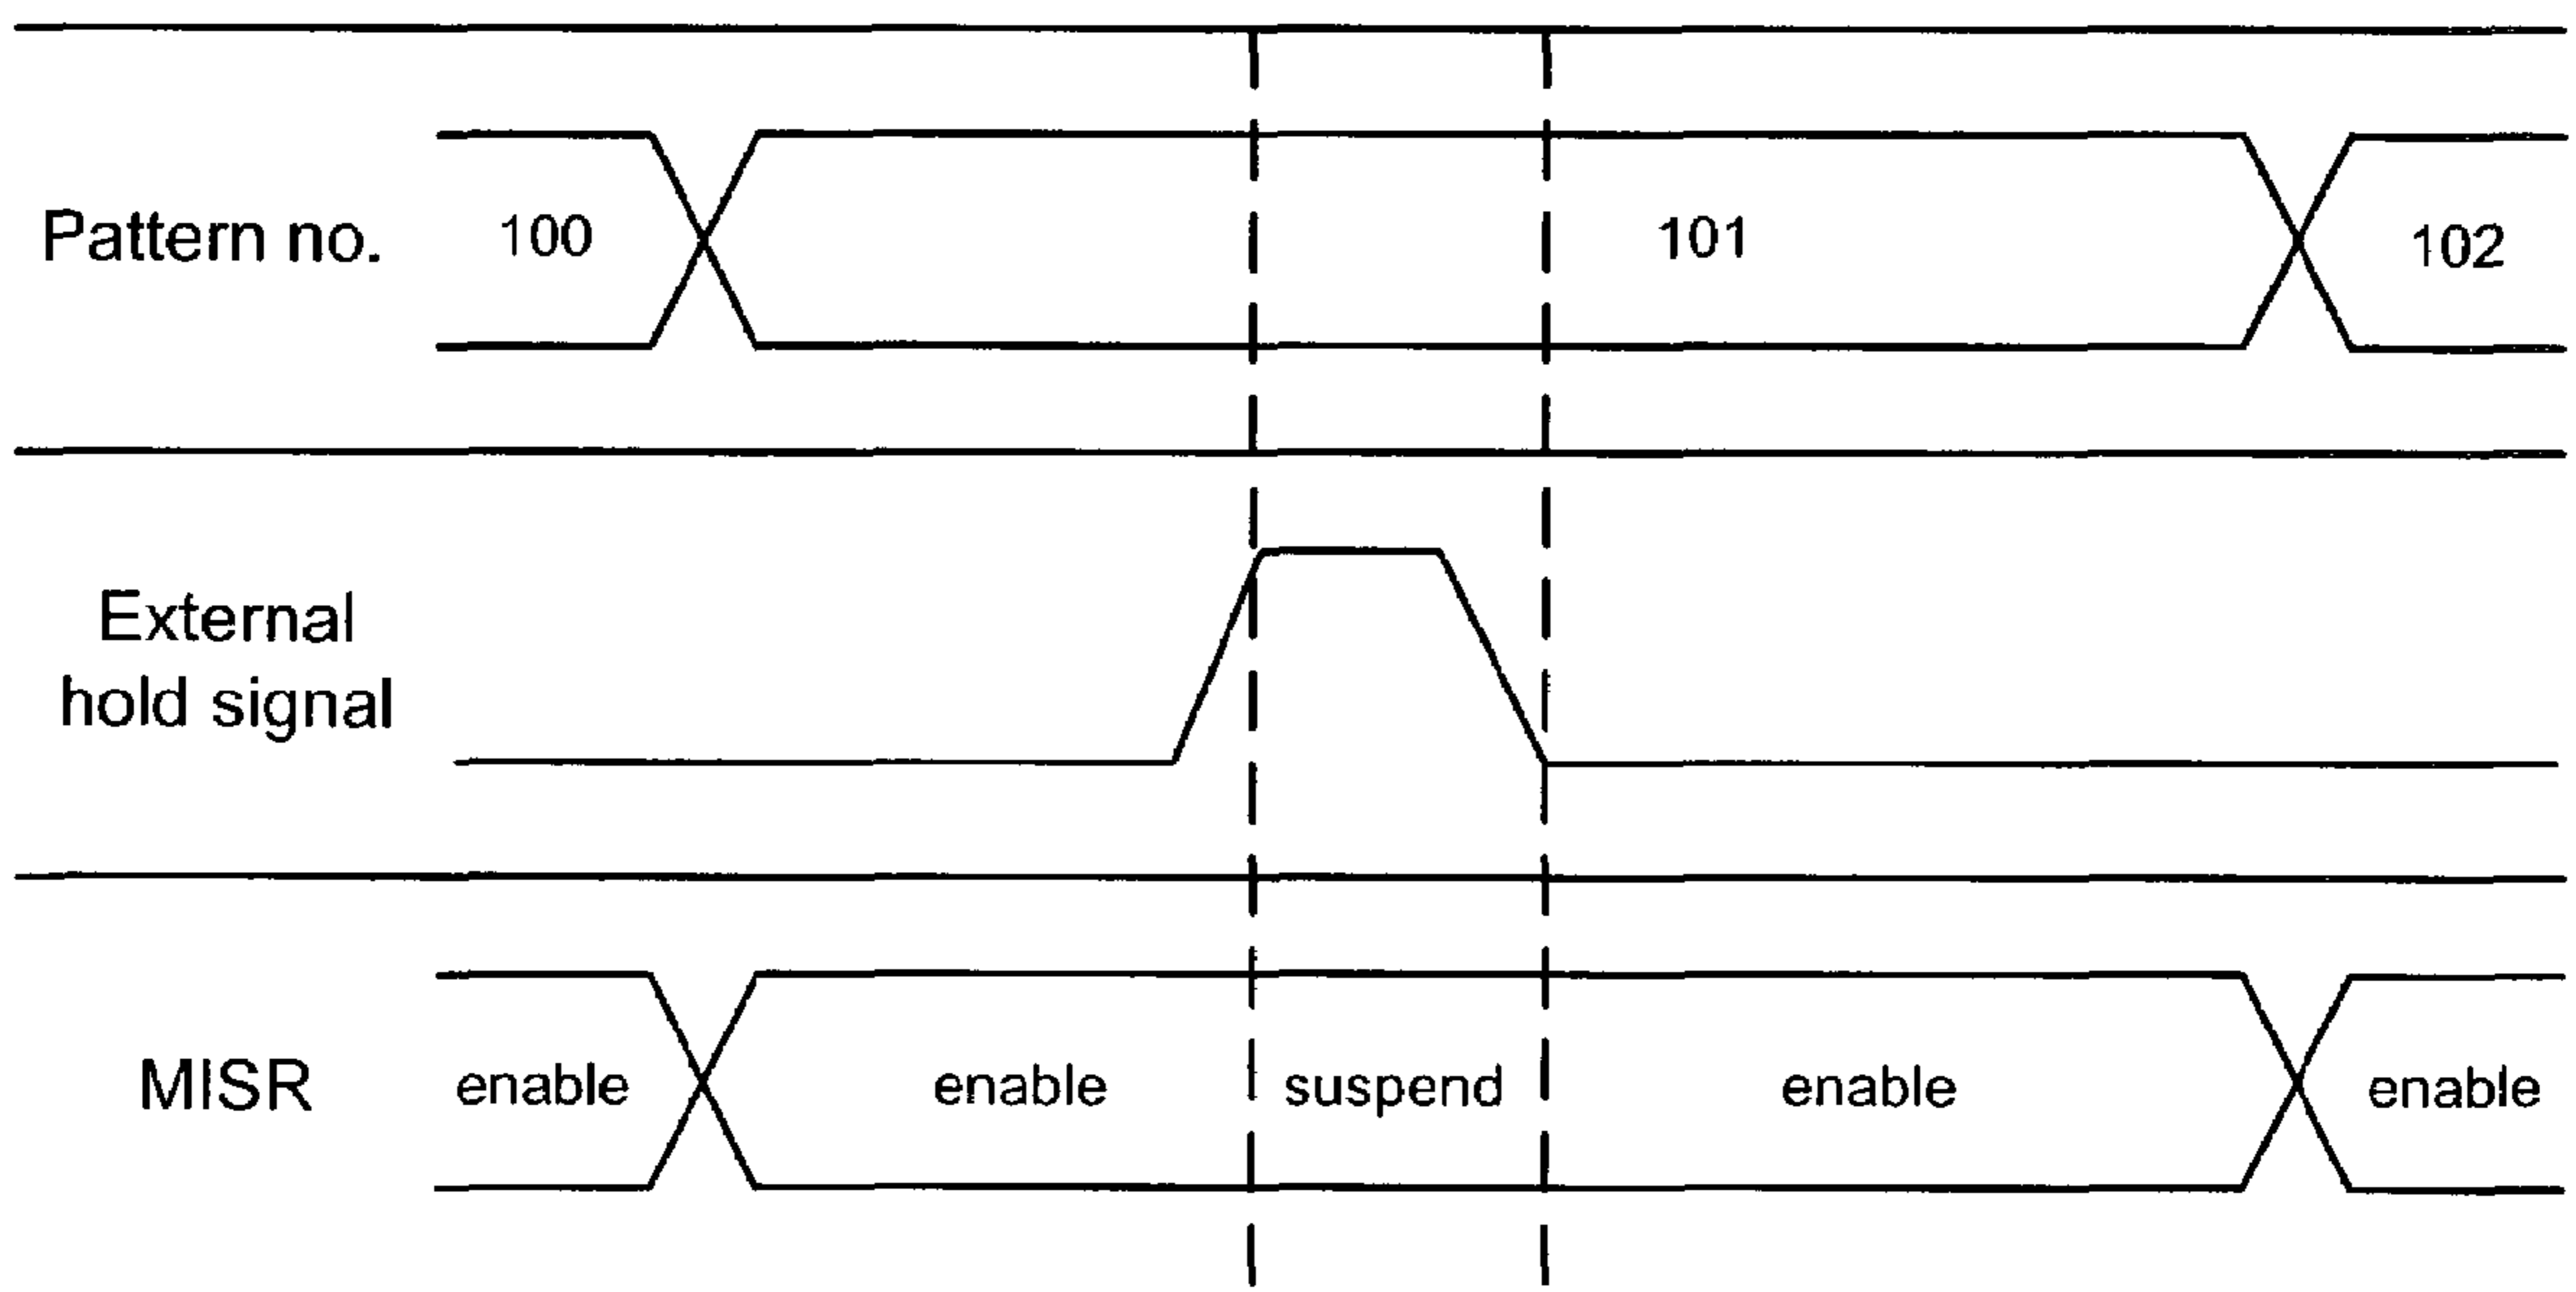 Pattern no.
100
101
102
External
hold signal
MISR
enable
enable
suspend
enable
enable